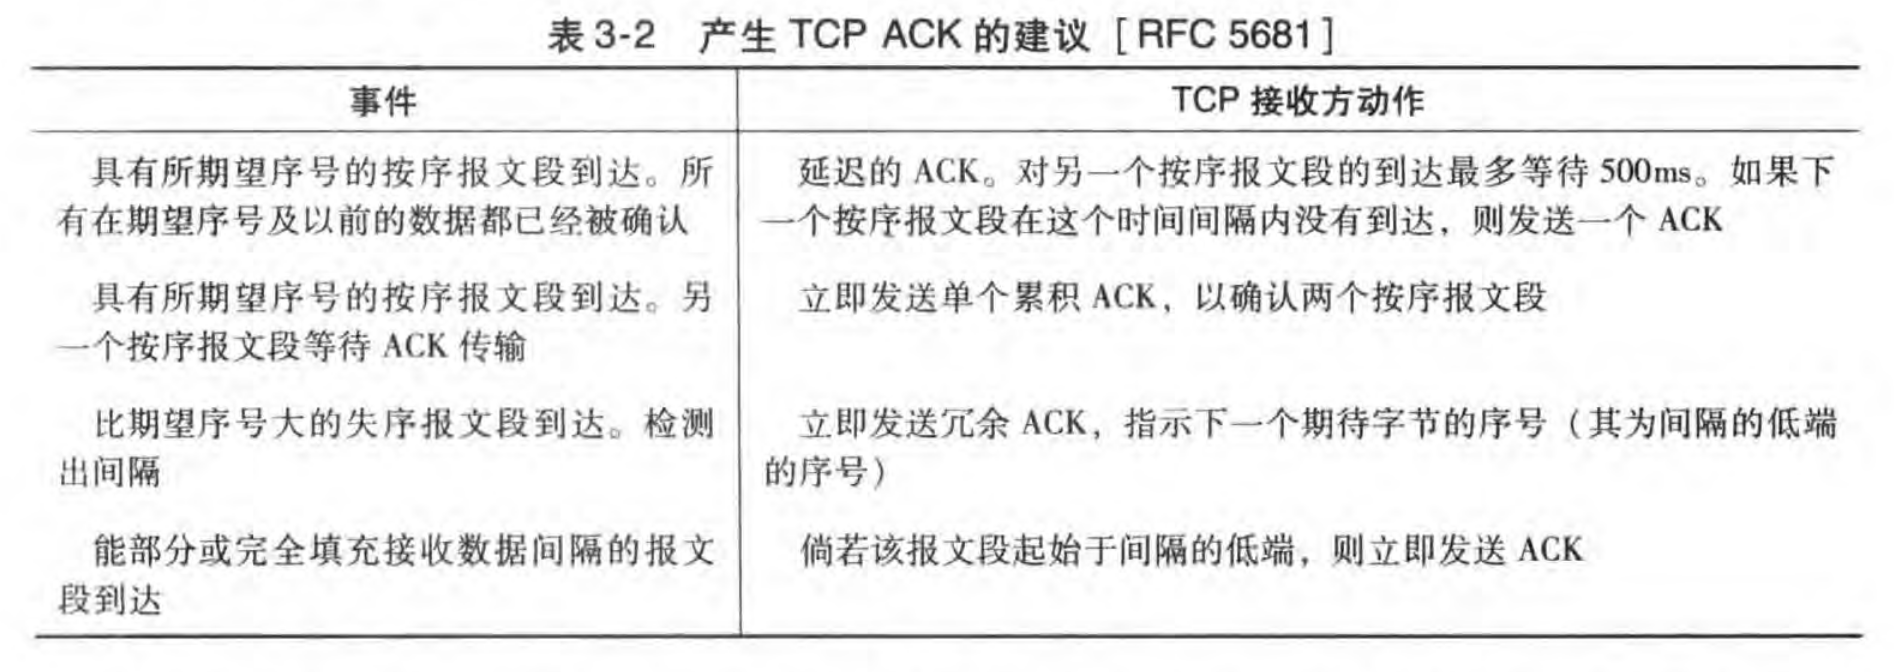 表 3-2 产生 TCP ACK 的建议 [RFC 5681]
事件
TCP 接收方动作
具有所期望序号的按序报文段到达。所
有在期望序号及以前的数据都已经被确认
延迟的 ACK。对另一个按序报文段的到达最多等待 500ms。如果下
一个按序报文段在这个时间间隔内没有到达，则发送一个 ACK
具有所期望序号的按序报文段到达。另
一个按序报文段等待 ACK 传输
立即发送单个累积 ACK，以确认两个按序报文段
比期望序号大的失序报文段到达。检测
出间隔
立即发送冗余 ACK，指示下一个期待字节的序号（其为间隔的低端
的序号）
能部分或完全填充接收数据间隔的报文
段到达
倘若该报文段起始于间隔的低端，则立即发送 ACK